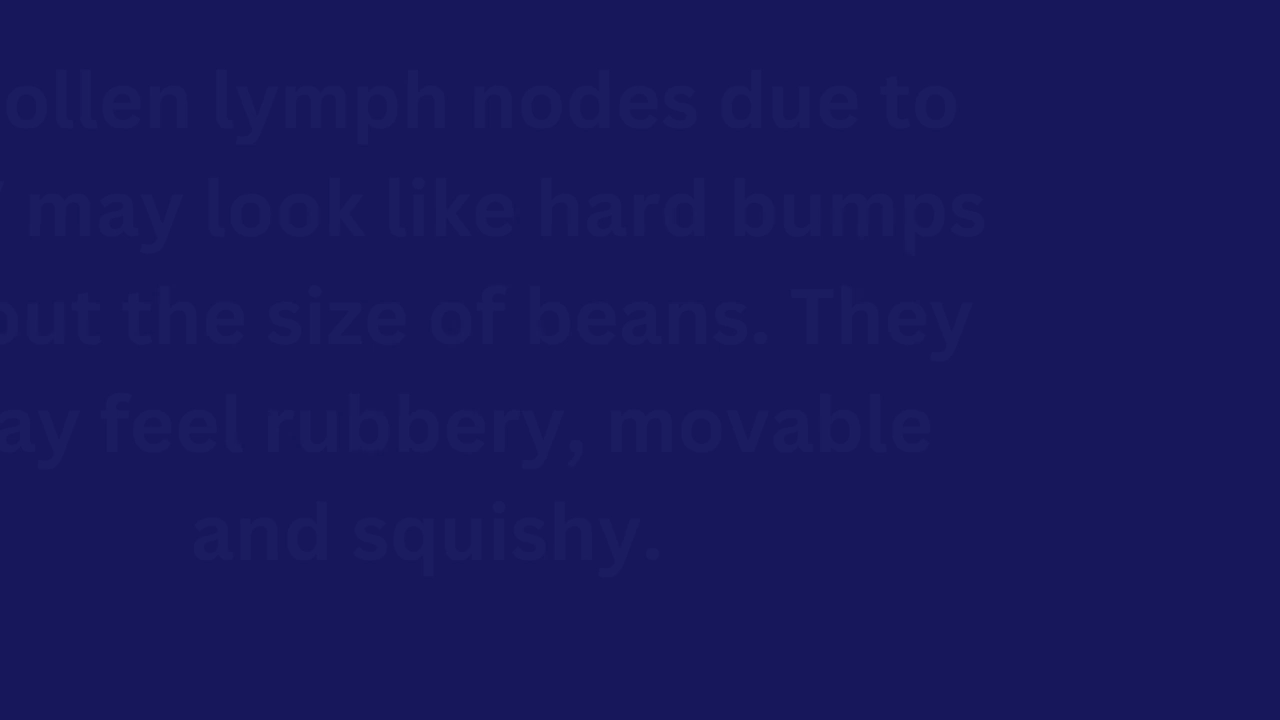 ollen lymph nodes due to
may look like hard bumps
out the size of beans. They
ay feel rubbery, movable
and squishy.